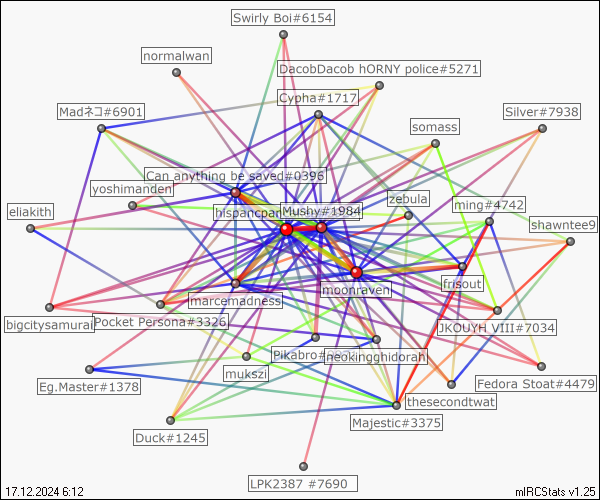 Swirly Boi#6154
normalwan
DacobDacob hORNY police#5271
Cypha#1717
Madネコ#6901
Silver#7938
somass
Can anything be saved#0396
yoshimanden
zebula
ming#4742
eliakith
hispancpan
Mushy#1984
shawntee9
moonraven
frisout
marcemadness
bigcitysamurai
Pocket Persona#3326
JKOUYH VIII#7034
Pikabro#
neokingghidorah
mukszi
Eg.Master#1378
Fedora Stoat#4479
thesecondtwat
Majestic#3375
Duck#1245
LPK2387 #7690
17.12.2024 6:12
mIRCStats v1.25